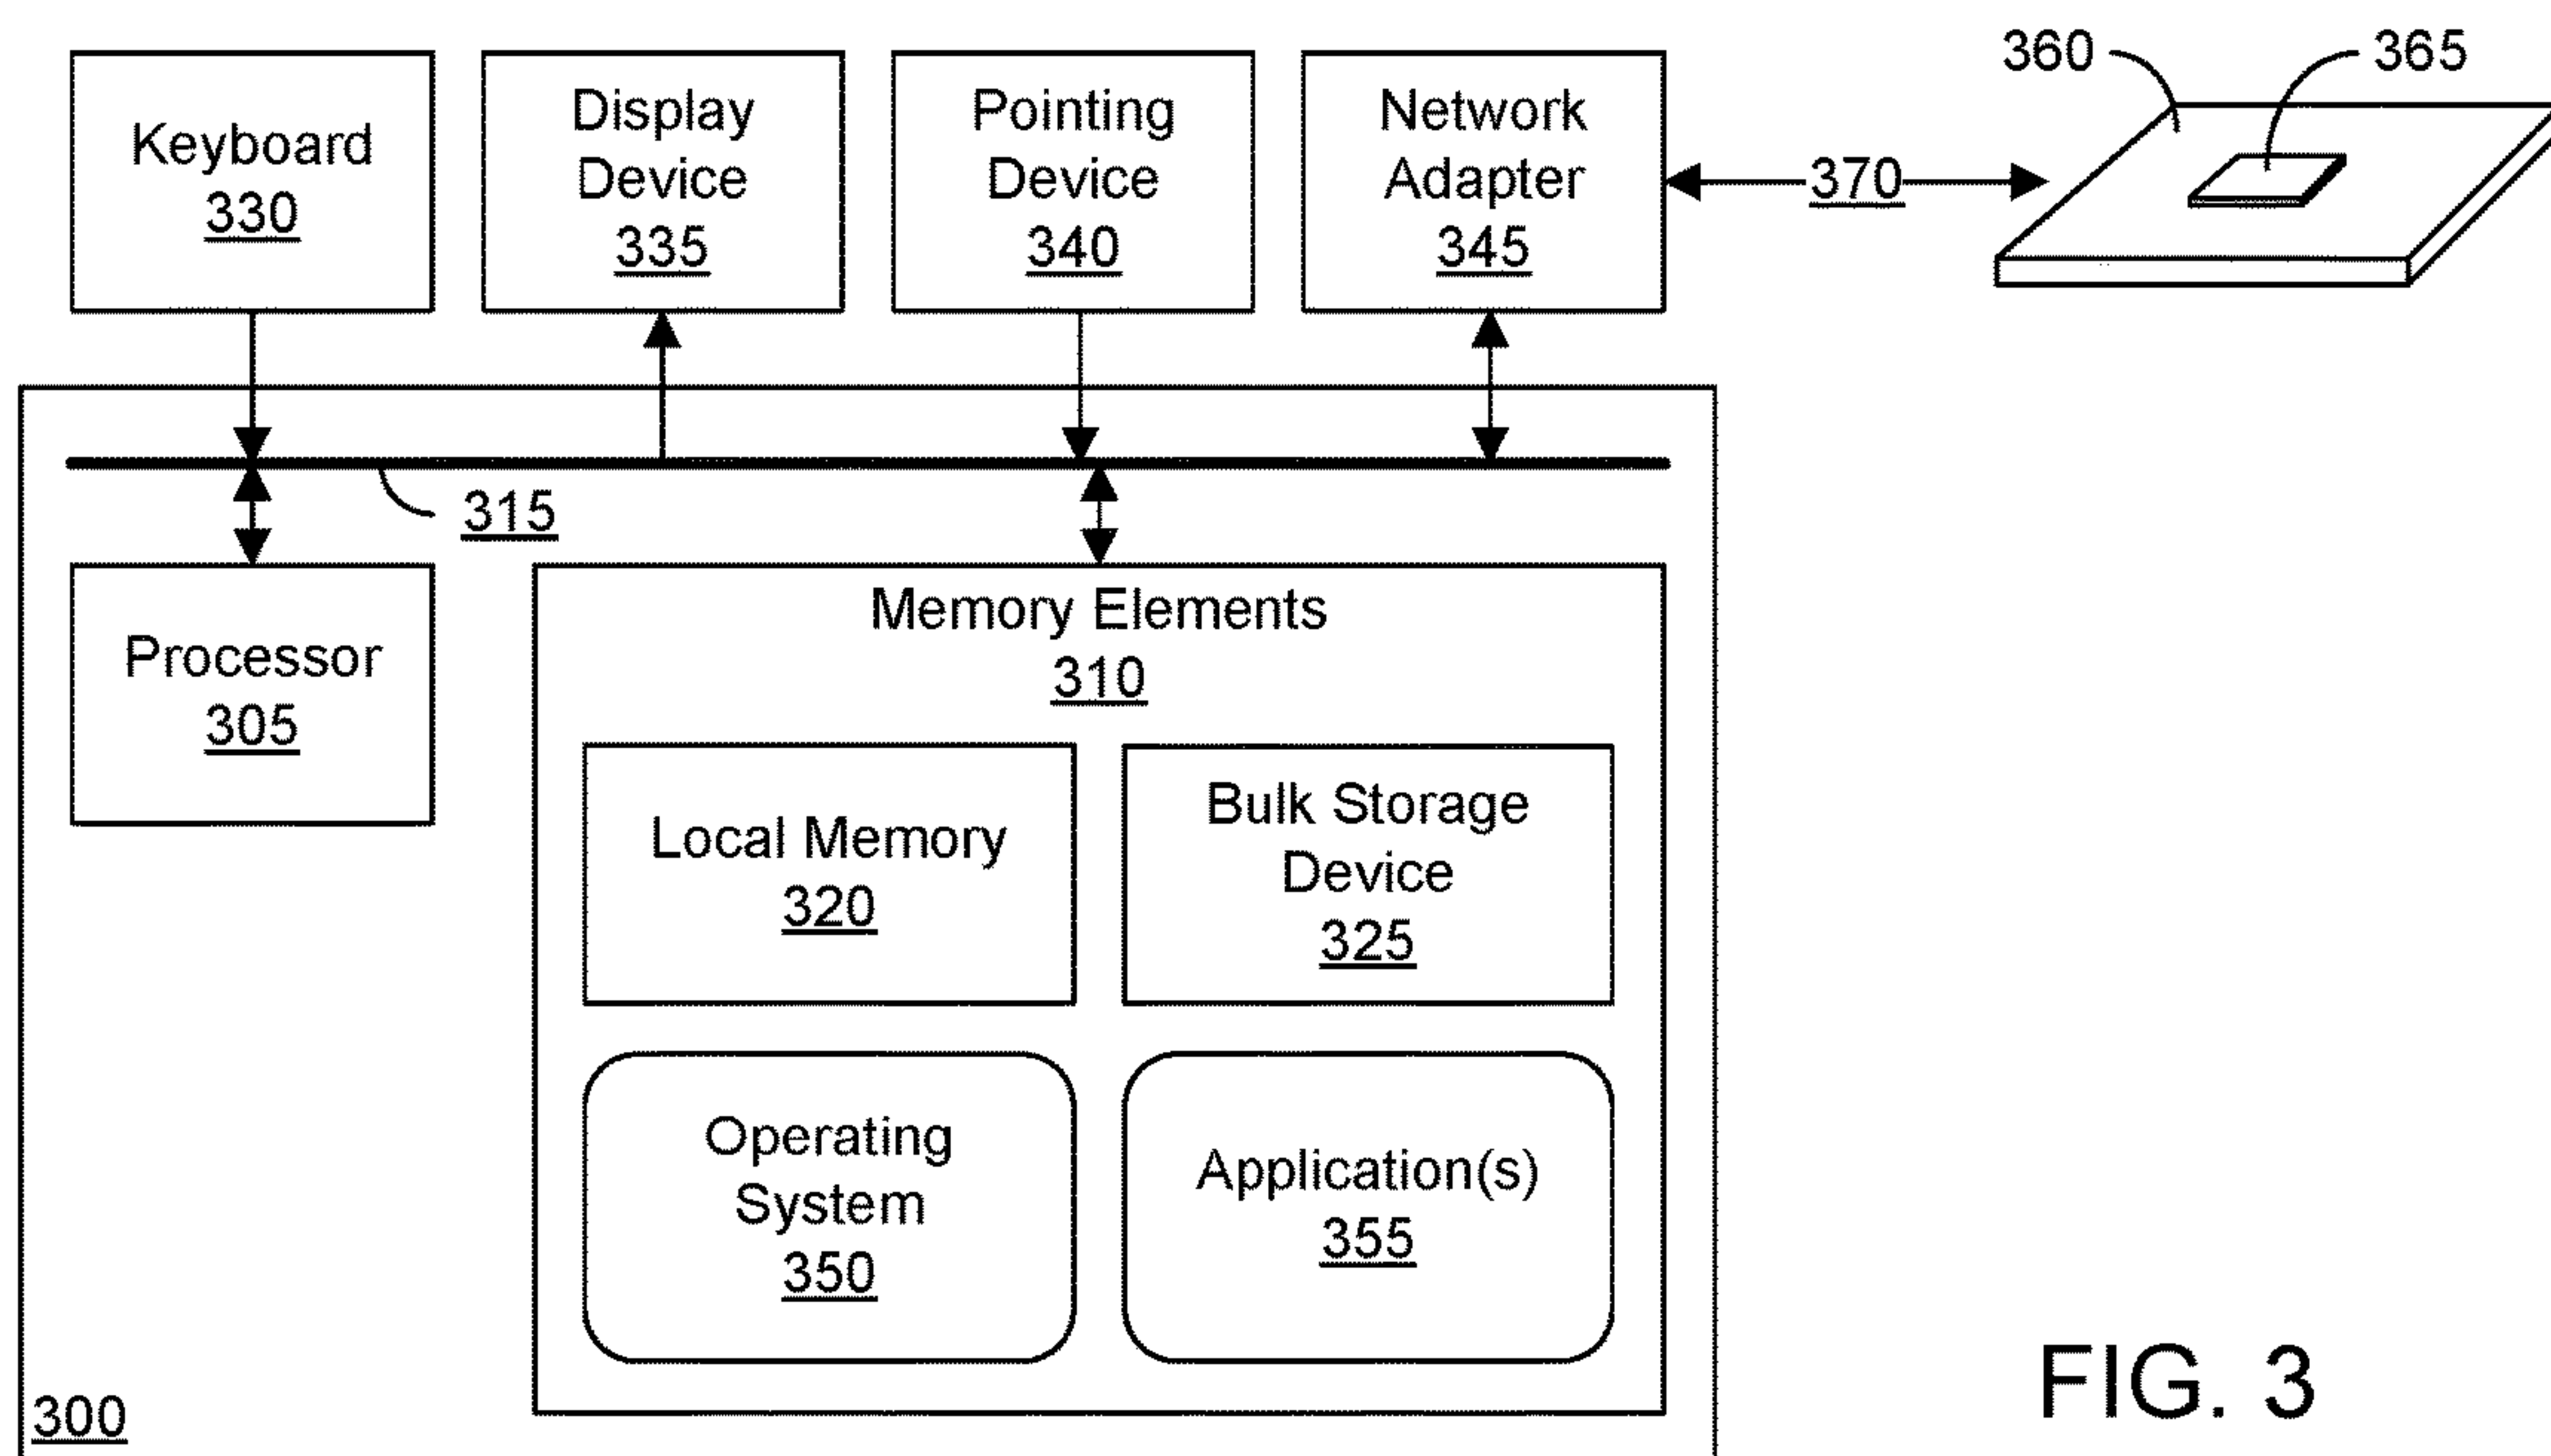 Keyboard
330
Display
Device
335
Pointing
Device
340
Network
Adapter
345
370
360
365
315
Processor
305
Memory Elements
310
Local Memory
320
Bulk Storage
Device
325
Operating
System
350
Application(s)
355
300
FIG. 3